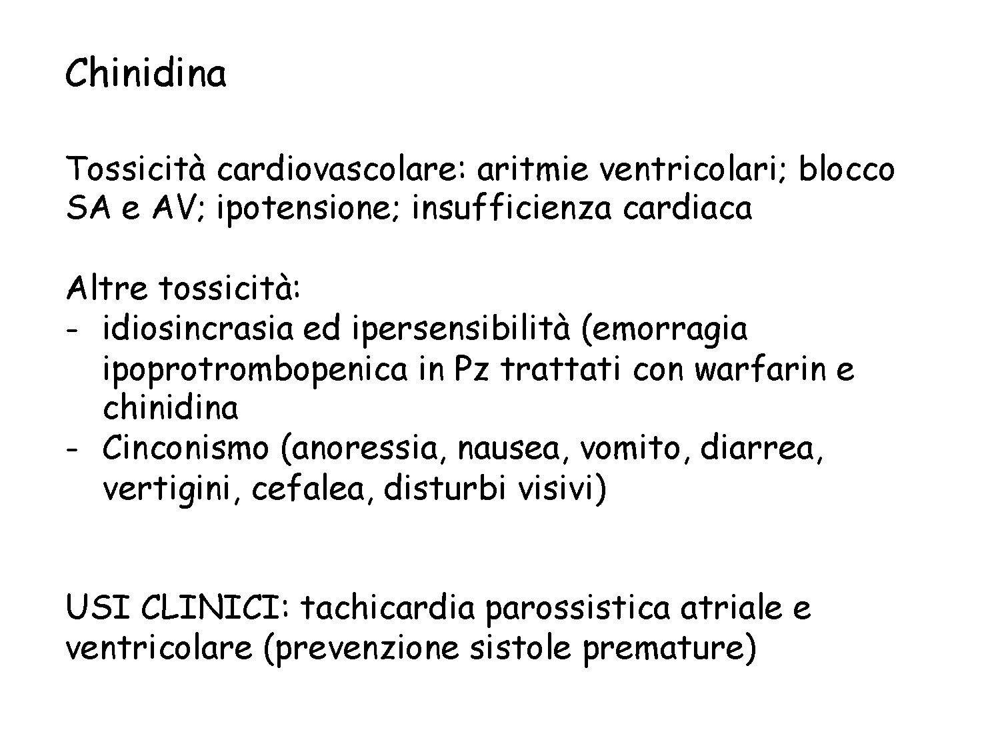 Chinidina
Tossicità cardiovascolare: aritmie ventricolari; blocco
SA e AV; ipotensione; insufficienza cardiaca
Altre tossicità:
- idiosincrasia ed ipersensibilità (emorragia
ipoprotrombopenica in Pz trattati con warfarin e
chinidina
- Cinconismo (anoressia, nausea, vomito, diarrea,
vertigini, cefalea, disturbi visivi)
USI CLINICI: tachicardia parossistica atriale e
ventricolare (prevenzione sistole premature)